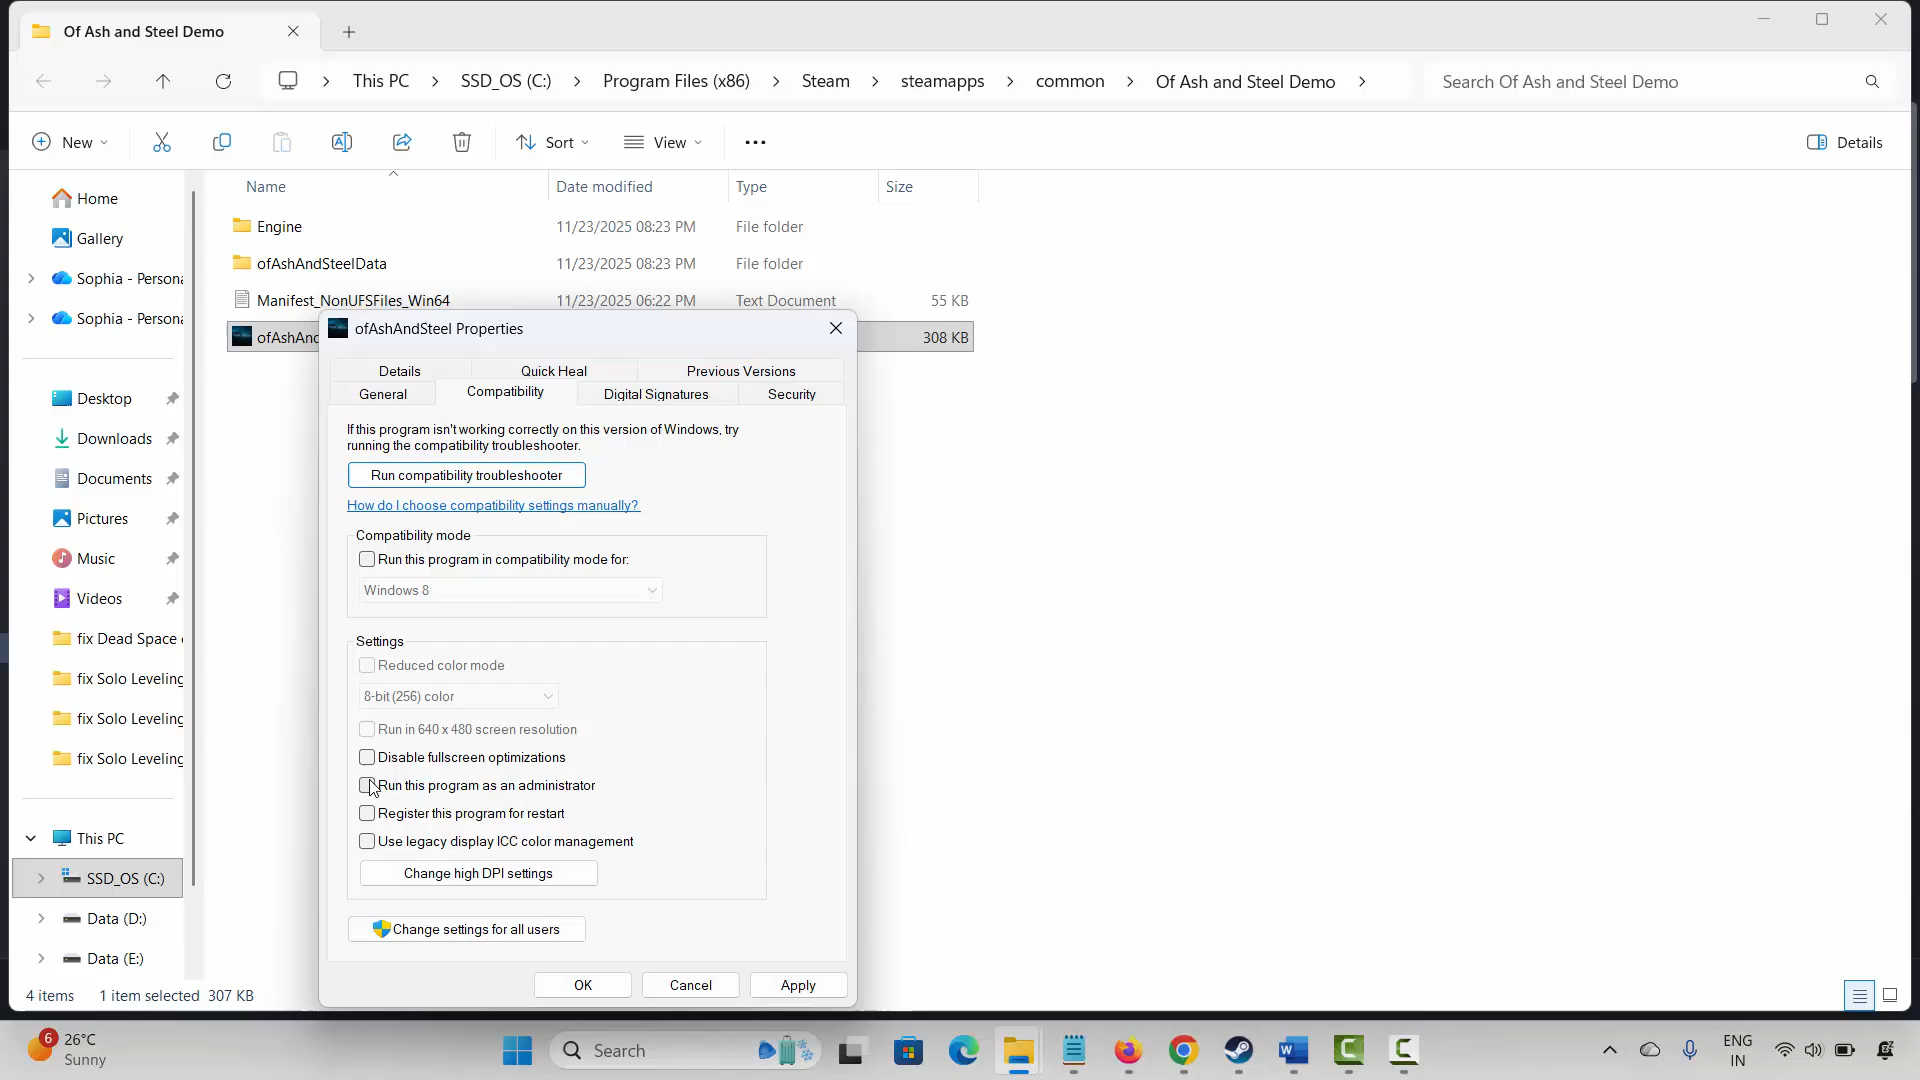 Of Ash and Steel Demo
This PC
SSD_OS (C:)
Program Files (x86)
Steam
steamapps
common
Of Ash and Steel Demo
Search Of Ash and Steel Demo
New
Sort
View
Details
Name
Date modified
Type
Size
Home
Gallery
Sophia - Persona
Sophia - Persona
Desktop
Downloads
Documents
Pictures
Music
Videos
fix Dead Space
fix Solo Leveling
fix Solo Leveling
fix Solo Leveling
This PC
SSD_OS (C:)
Data (D:)
Data (E:)
Engine 11/23/2025 08:23 PM File folder
ofAshAndSteelData 11/23/2025 08:23 PM File folder
Manifest_NonUFSFiles_Win64 11/23/2025 06:22 PM Text Document 55 KB
ofAshAnd 308 KB
ofAshAndSteel Properties
Details
Quick Heal
Previous Versions
General
Compatibility
Digital Signatures
Security
If this program isn't working correctly on this version of Windows, try
running the compatibility troubleshooter.
Run compatibility troubleshooter
How do I choose compatibility settings manually?
Compatibility mode
Run this program in compatibility mode for:
Windows 8
Settings
Reduced color mode
8-bit (256) color
Run in 640 x 480 screen resolution
Disable fullscreen optimizations
Run this program as an administrator
Register this program for restart
Use legacy display ICC color management
Change high DPI settings
Change settings for all users
OK
Cancel
Apply
4 items
1 item selected 307 KB
6
26°C
Sunny
Search
ENG
IN